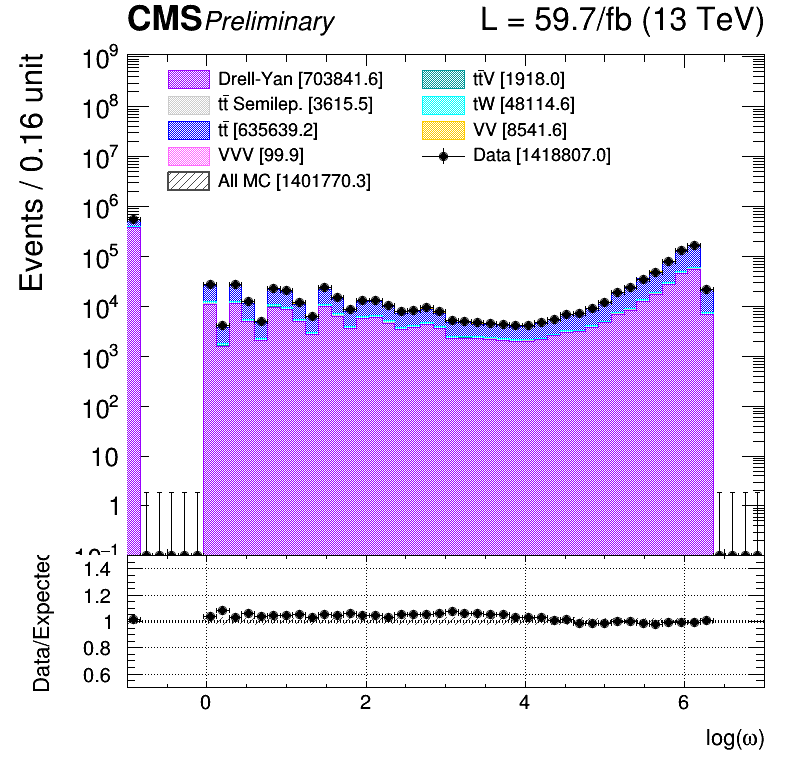 CMS Preliminary L = 59.7/fb (13 TeV)
Events / 0.16 unit
10⁹
10⁸
10⁷
10⁶
10⁵
10⁴
10³
10²
10
1
10⁻¹
Drell-Yan [703841.6]
tt̄ Semilep. [3615.5]
tt̄ [635639.2]
VVV [99.9]
All MC [1401770.3]
tt̄V [1918.0]
tW [48114.6]
VV [8541.6]
Data [1418807.0]
Data/Expected
1.4
1.2
1
0.8
0.6
0 2 4 6
log(ω)